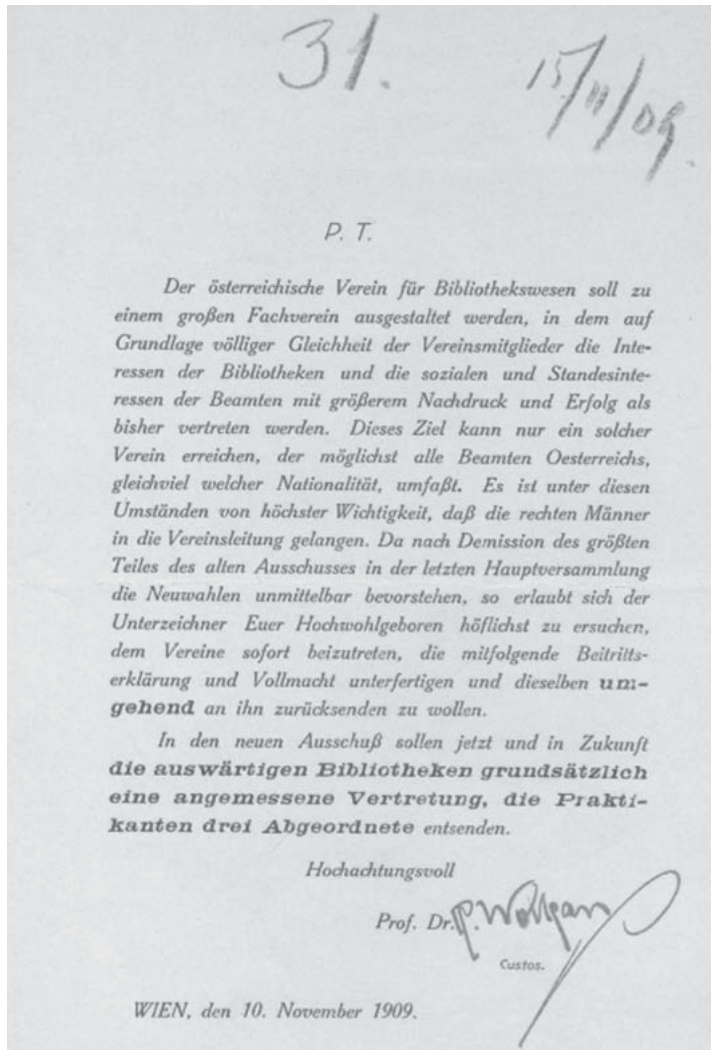 31.
15/11/09.
P. T.
Der österreichische Verein für Bibliothekswesen soll zu
einem großen Fachverein ausgestaltet werden, in dem auf
Grundlage völliger Gleichheit der Vereinsmitglieder die Inte-
ressen der Bibliotheken und die sozialen und Standesinte-
ressen der Beamten mit größerem Nachdruck und Erfolg als
bisher vertreten werden. Dieses Ziel kann nur ein solcher
Verein erreichen, der möglichst alle Beamten Oesterreichs,
gleichviel welcher Nationalität, umfaßt. Es ist unter diesen
Umständen von höchster Wichtigkeit, daß die rechten Männer
in die Vereinsleitung gelangen. Da nach Demission des größten
Teiles des alten Ausschusses in der letzten Hauptversammlung
die Neuwahlen unmittelbar bevorstehen, so erlaubt sich der
Unterzeichner Euer Hochwohlgeboren höflichst zu ersuchen,
dem Vereine sofort beizutreten, die mitfolgende Beitritts-
erklärung und Vollmacht unterfertigen und dieselben um-
gehend an ihn zurücksenden zu wollen.
In den neuen Ausschuß sollen jetzt und in Zukunft
die auswärtigen Bibliotheken grundsätzlich
eine angemessene Vertretung, die Prakti-
kanten drei Abgeordnete entsenden.
Hochachtungsvoll
Prof. Dr.
Custos.
WIEN, den 10. November 1909.